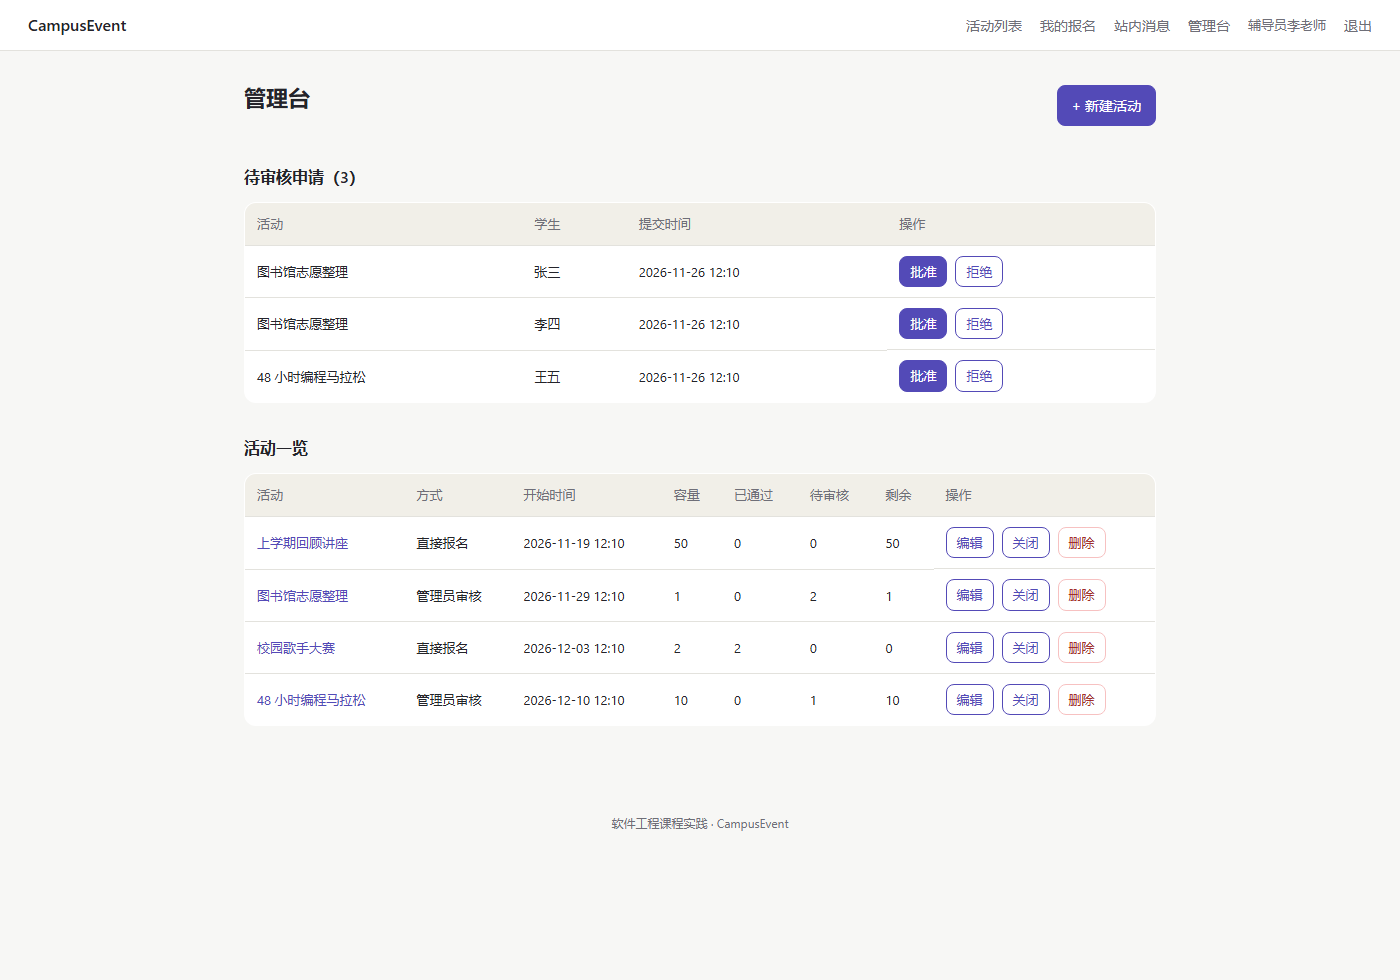 CampusEvent 活动列表 我的报名 站内消息 管理台 辅导员李老师 退出
管理台 + 新建活动
待审核申请（3）
活动 学生 提交时间 操作
图书馆志愿整理 张三 2026-11-26 12:10 批准 拒绝
图书馆志愿整理 李四 2026-11-26 12:10 批准 拒绝
48 小时编程马拉松 王五 2026-11-26 12:10 批准 拒绝
活动一览
活动 方式 开始时间 容量 已通过 待审核 剩余 操作
上学期回顾讲座 直接报名 2026-11-19 12:10 50 0 0 50 编辑 关闭 删除
图书馆志愿整理 管理员审核 2026-11-29 12:10 1 0 2 1 编辑 关闭 删除
校园歌手大赛 直接报名 2026-12-03 12:10 2 2 0 0 编辑 关闭 删除
48 小时编程马拉松 管理员审核 2026-12-10 12:10 10 0 1 10 编辑 关闭 删除
软件工程课程实践 · CampusEvent